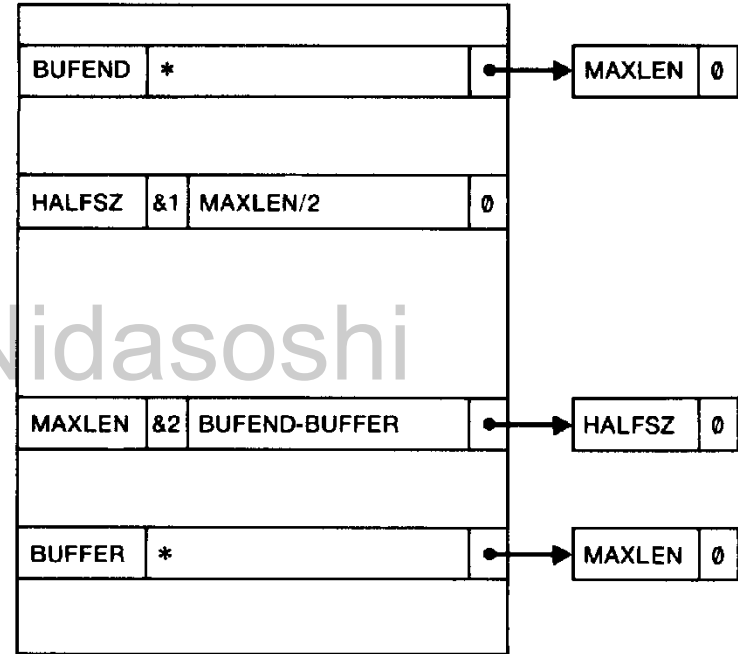 BUFEND * MAXLEN 0
HALFSZ &1 MAXLEN/2 0
Nidasoshi
MAXLEN &2 BUFEND-BUFFER HALFSZ 0
BUFFER * MAXLEN 0